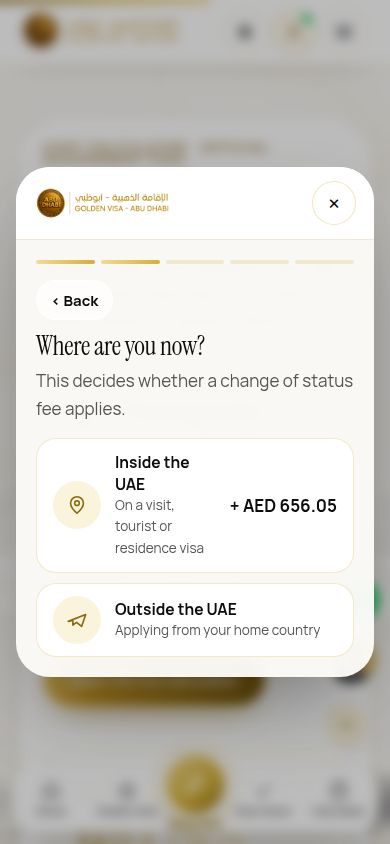 ABU DHABI
الإقامة الذهبية - ابوظبي
GOLDEN VISA - ABU DHABI
×
‹ Back
Where are you now?
This decides whether a change of status
fee applies.
Inside the
UAE
On a visit,
tourist or
residence visa
+ AED 656.05
Outside the UAE
Applying from your home country